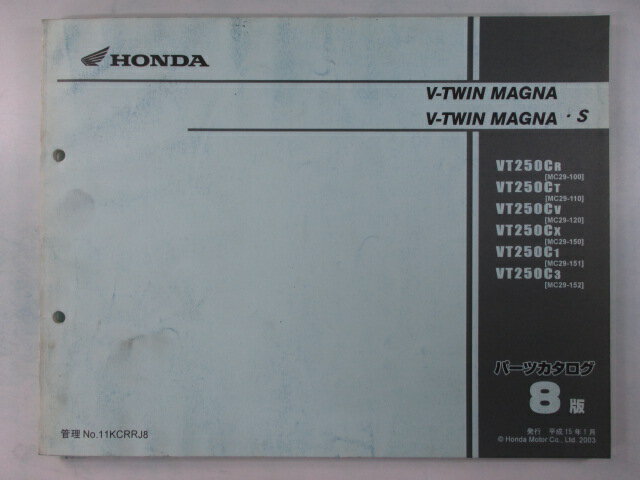 HONDA
V-TWIN MAGNA
V-TWIN MAGNA・S
VT250CR
[MC29-100]
VT250CT
[MC29-110]
VT250CV
[MC29-120]
VT250CX
[MC29-150]
VT250C1
[MC29-151]
VT250C3
[MC29-152]
パーツカタログ
8版
発行 平成15年1月
© Honda Motor Co., Ltd. 2003
管理 No.11KCRRJ8